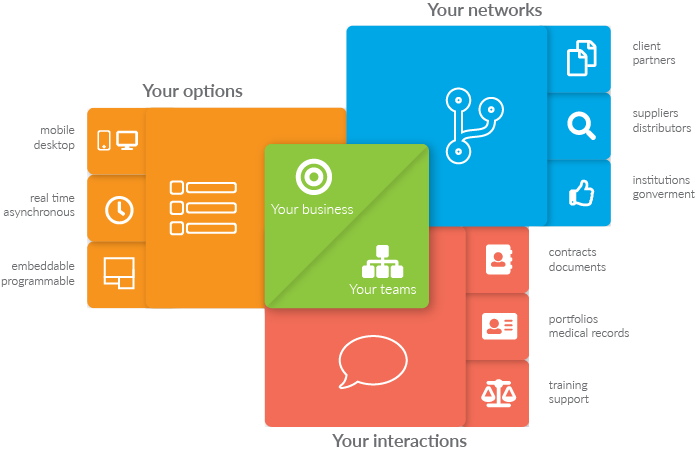 Your networks
client
partners
suppliers
distributors
institutions
gonverment
Your options
mobile
desktop
real time
asynchronous
embeddable
programmable
Your business
Your teams
contracts
documents
portfolios
medical records
training
support
Your interactions